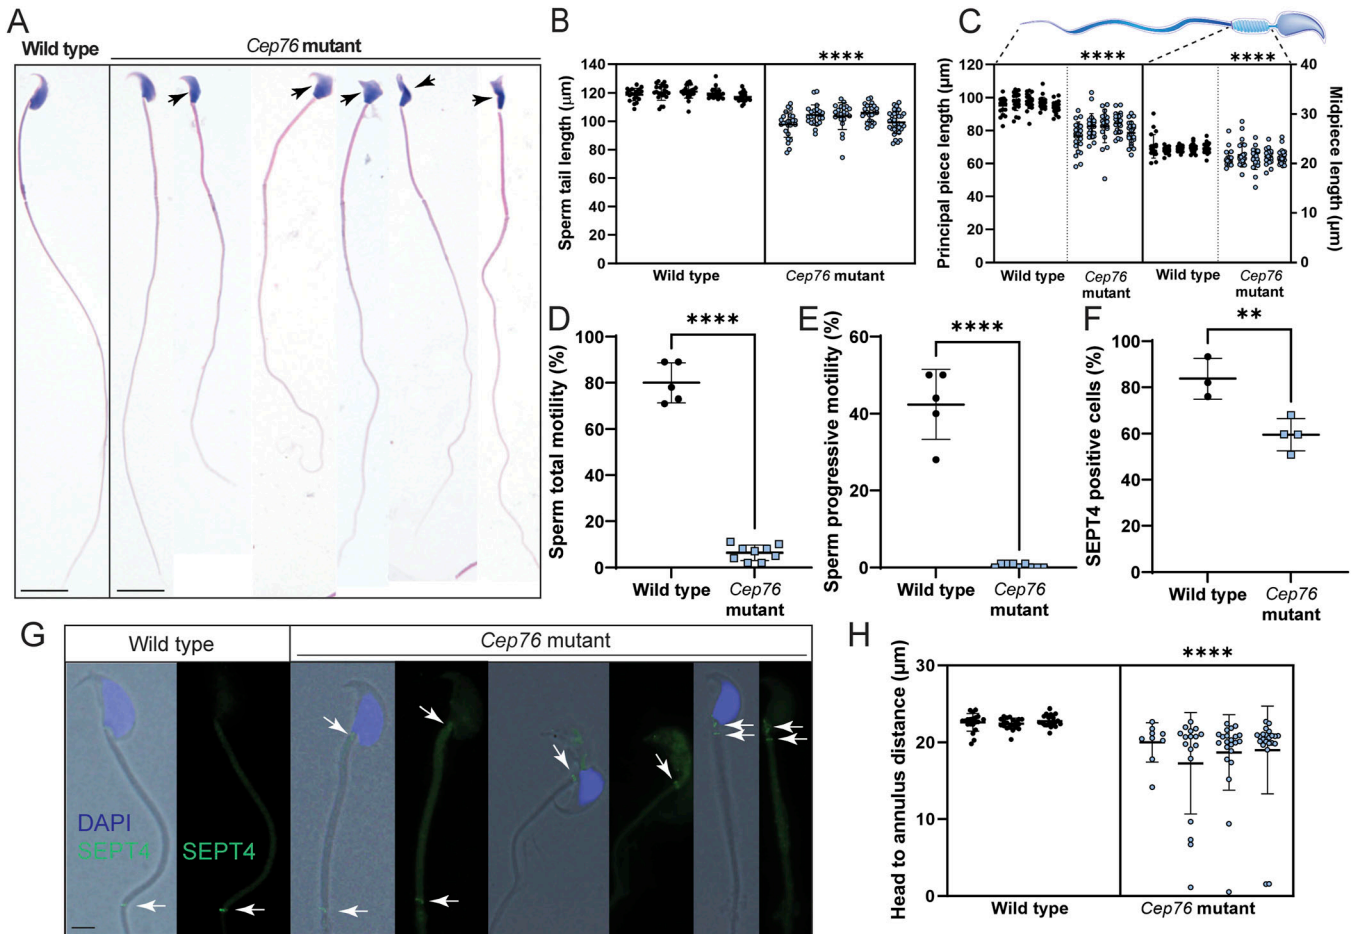 A
Wild type
Cep76 mutant
B
Sperm tail length (µm)
140
120
100
80
60
40
20
0
****
Wild type
Cep76 mutant
C
Principal piece length (µm)
120
100
80
60
40
20
0
****
****
40
30
20
10
0
Midpiece length (µm)
Wild type
Cep76
mutant
Wild type
Cep76
mutant
D
Sperm total motility (%)
100
80
60
40
20
0
****
Wild type
Cep76
mutant
E
Sperm progressive motility (%)
60
40
20
0
****
Wild type
Cep76
mutant
F
SEPT4 positive cells (%)
100
80
60
40
20
0
**
Wild type
Cep76
mutant
G
Wild type
Cep76 mutant
DAPI
SEPT4
SEPT4
H
Head to annulus distance (µm)
30
20
10
0
****
Wild type
Cep76 mutant